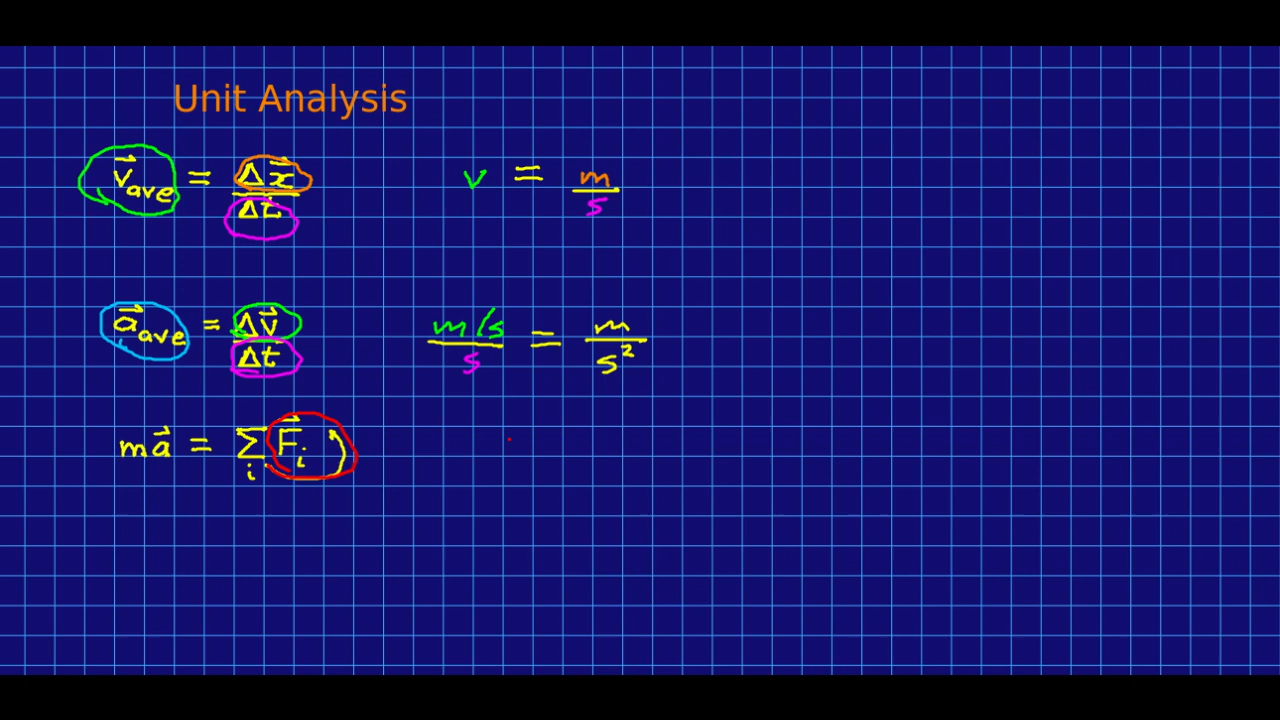 Unit Analysis
v⃗ave = Δx⃗/Δt v = m/s
a⃗ave = Δv⃗/Δt (m/s)/s = m/s²
ma⃗ = Σi F⃗i )